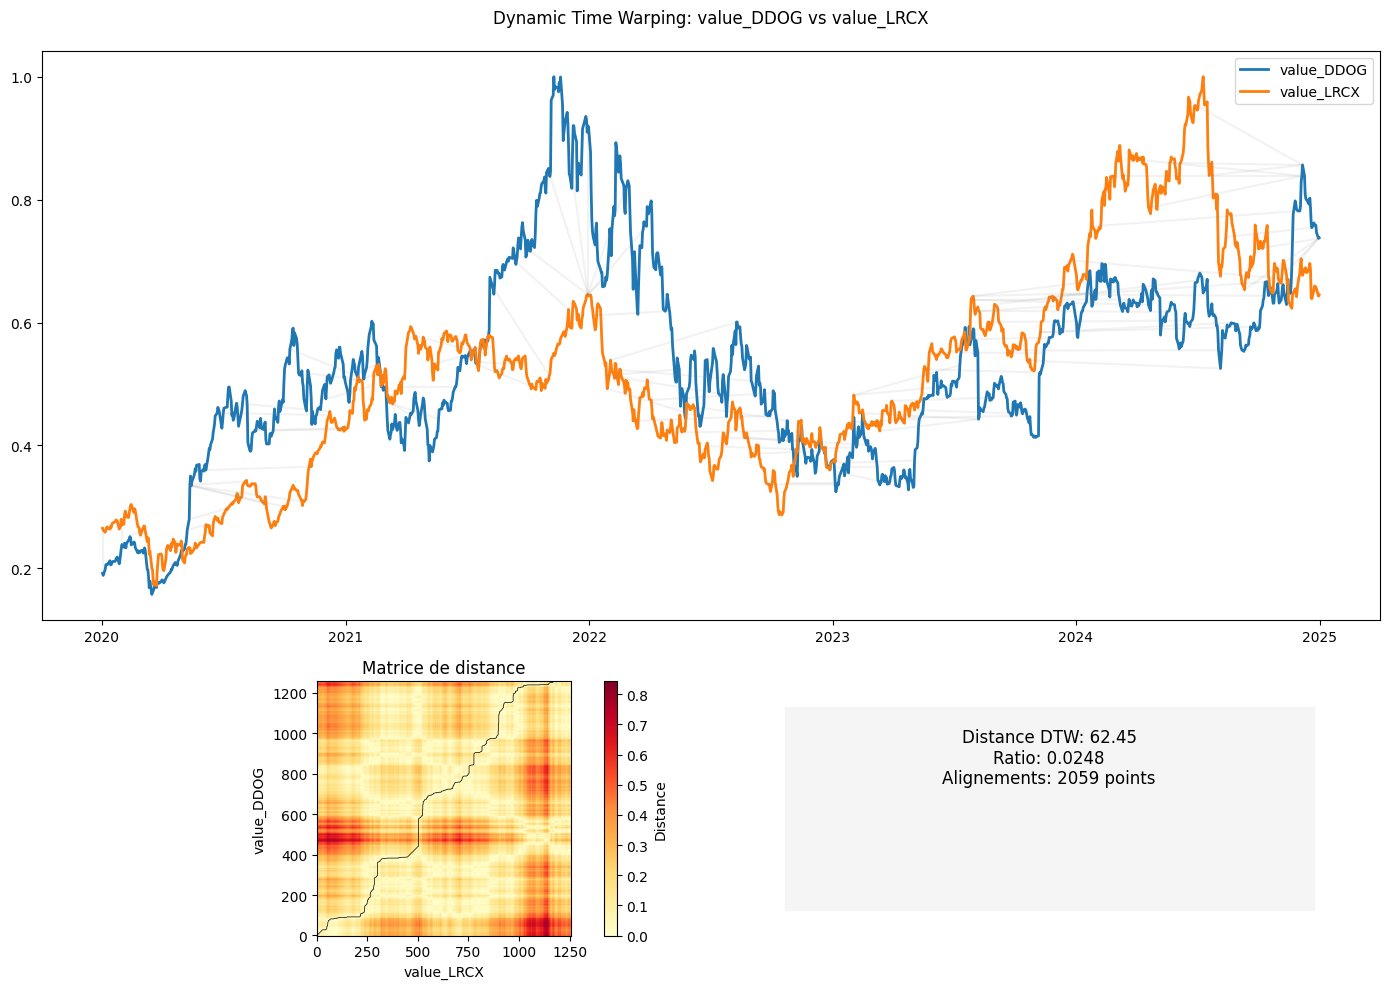 Dynamic Time Warping: value_DDOG vs value_LRCX
value_DDOG
value_LRCX
1.0
0.8
0.6
0.4
0.2
2020 2021 2022 2023 2024 2025
Matrice de distance
value_DDOG
1200
1000
800
600
400
200
0
0 250 500 750 1000 1250
value_LRCX
0.8
0.7
0.6
0.5
0.4
0.3
0.2
0.1
0.0
Distance
Distance DTW: 62.45
Ratio: 0.0248
Alignements: 2059 points